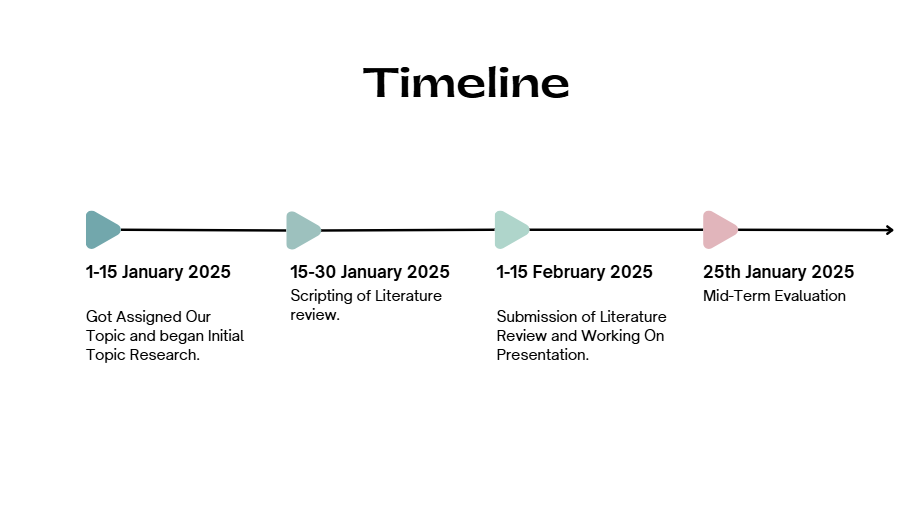 Timeline
1-15 January 2025
Got Assigned Our
Topic and began Initial
Topic Research.
15-30 January 2025
Scripting of Literature
review.
1-15 February 2025
Submission of Literature
Review and Working On
Presentation.
25th January 2025
Mid-Term Evaluation